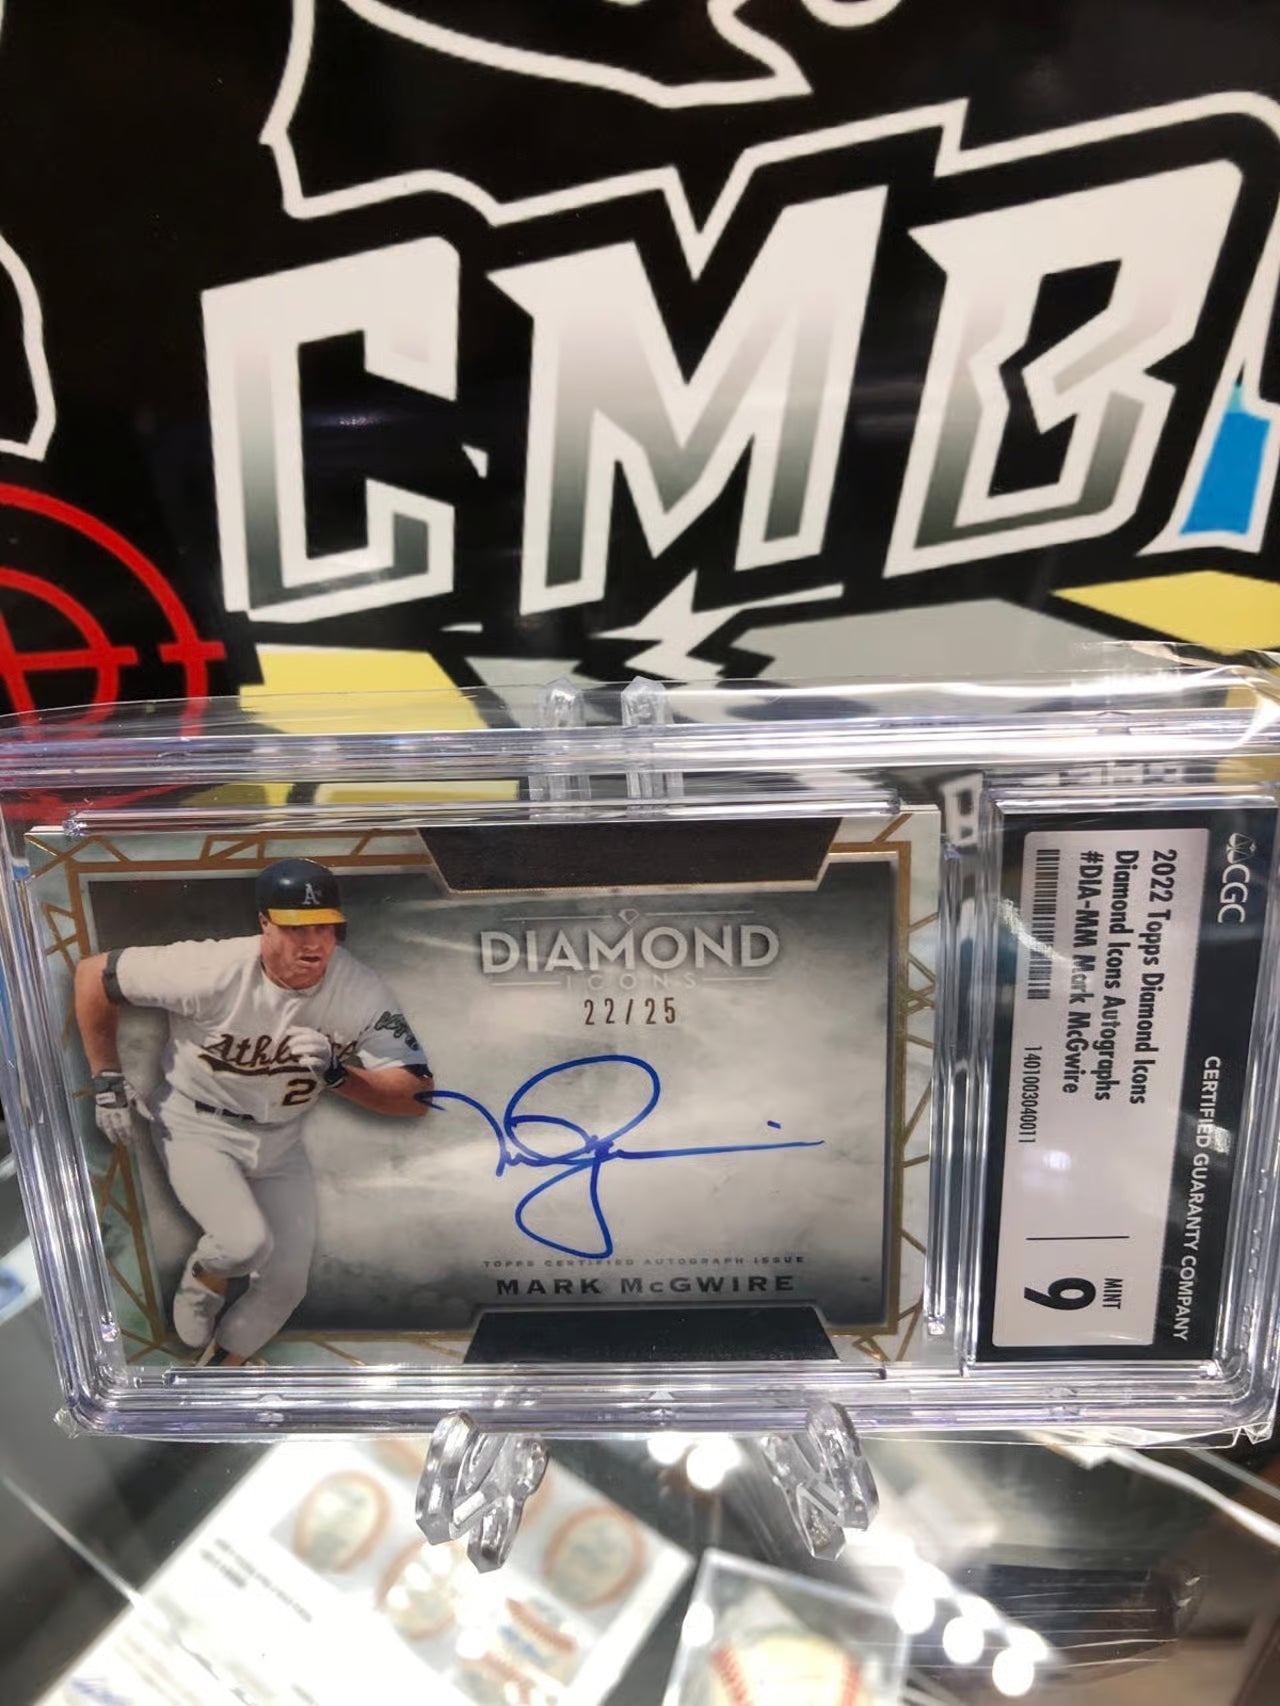 CMB
A
Athletics
2
DIAMOND
ICONS
22/25
TOPPS CERTIFIED AUTOGRAPH ISSUE
MARK McGWIRE
CGC
CERTIFIED GUARANTY COMPANY
2022 Topps Diamond Icons
Diamond Icons Autographs
#DIA-MM Mark McGwire
1401003040011
MINT
9